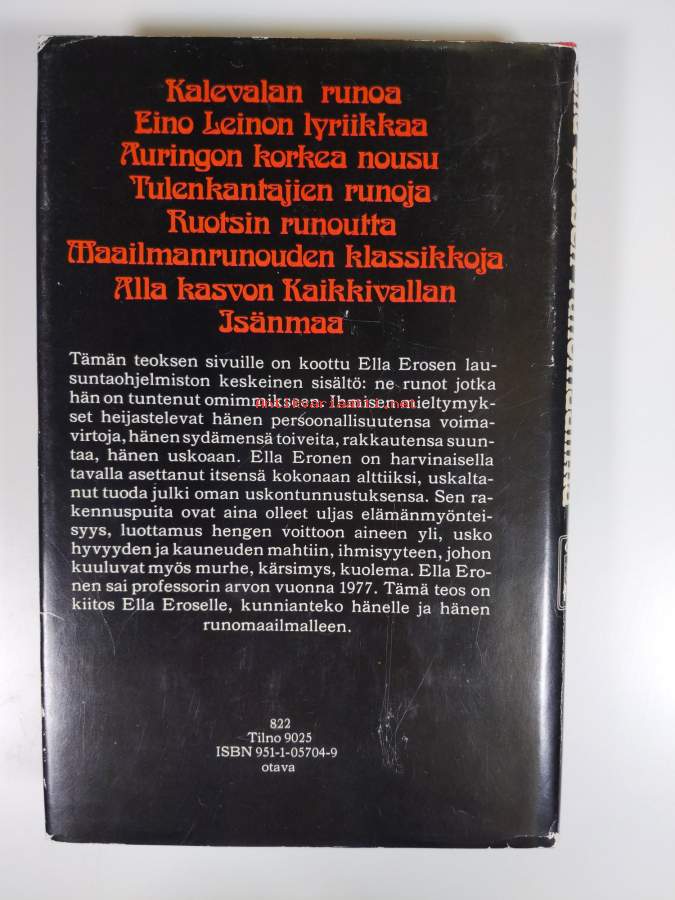 Kalevalan runoa
Eino Leinon lyriikkaa
Auringon korkea nousu
Tulenkantajien runoja
Ruotsin runoutta
Maailmanrunouden klassikkoja
Alla kasvon Kaikkivallan
Isänmaa
Tämän teoksen sivuille on koottu Ella Erosen lau-
suntaohjelmiston keskeinen sisältö: ne runot jotka
hän on tuntenut omimmikseen. Ihmisen mieltymyk-
set heijastelevat hänen persoonallisuutensa voima-
virtoja, hänen sydämensä toiveita, rakkautensa suun-
taa, hänen uskoaan. Ella Eronen on harvinaisella
tavalla asettanut itsensä kokonaan alttiiksi, uskalta-
nut tuoda julki oman uskontunnustuksensa. Sen ra-
kennuspuita ovat aina olleet uljas elämänmyöntei-
syys, luottamus hengen voittoon aineen yli, usko
hyvyyden ja kauneuden mahtiin, ihmisyyteen, johon
kuuluvat myös murhe, kärsimys, kuolema. Ella Ero-
nen sai professorin arvon vuonna 1977. Tämä teos on
kiitos Ella Eroselle, kunnianteko hänelle ja hänen
runomaailmalleen.
822
Tilno 9025
ISBN 951-1-05704-9
otava